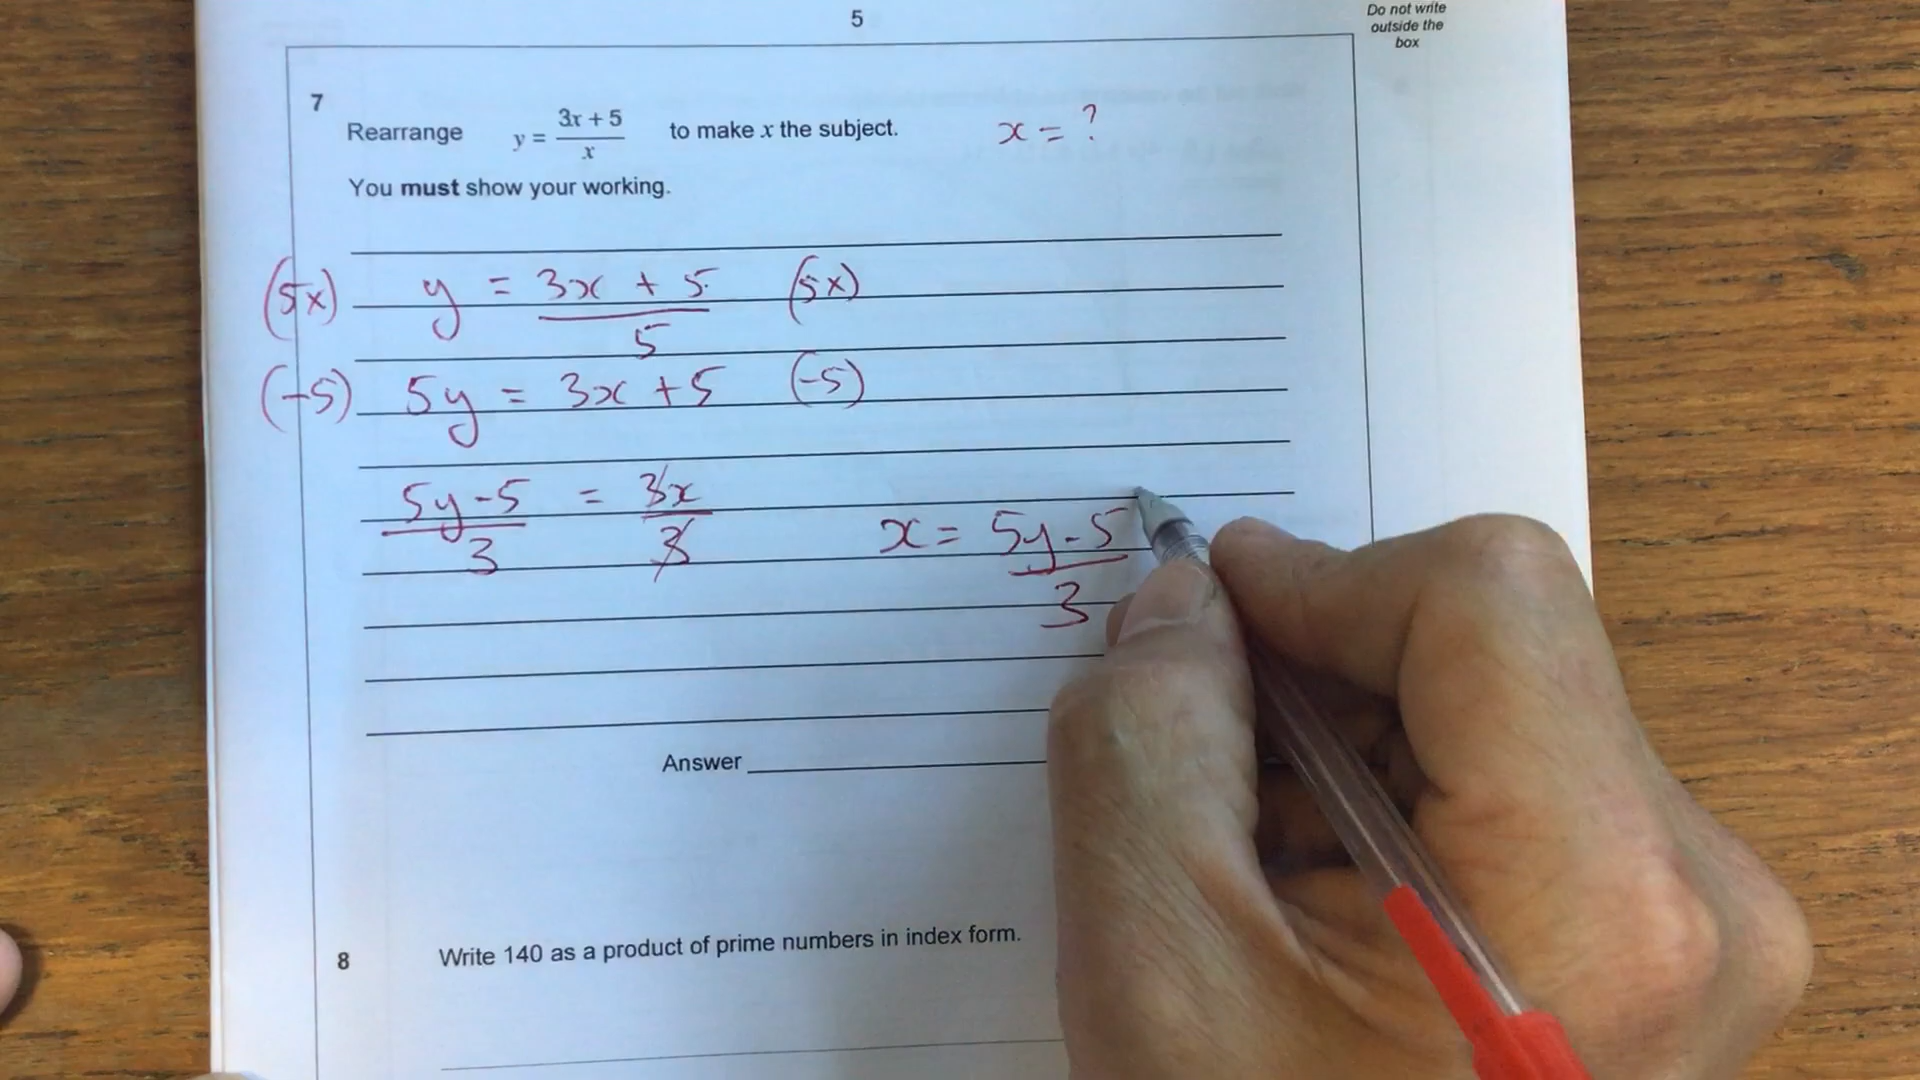 5
Do not write
outside the
box
7
Rearrange y = (3x + 5)/x to make x the subject. x = ?
You must show your working.
(5x) y = (3x + 5)/5 (5x)
(-5) 5y = 3x + 5 (-5)
(5y - 5)/3 = 3x/3
x = (5y - 5)/3
Answer
8 Write 140 as a product of prime numbers in index form.